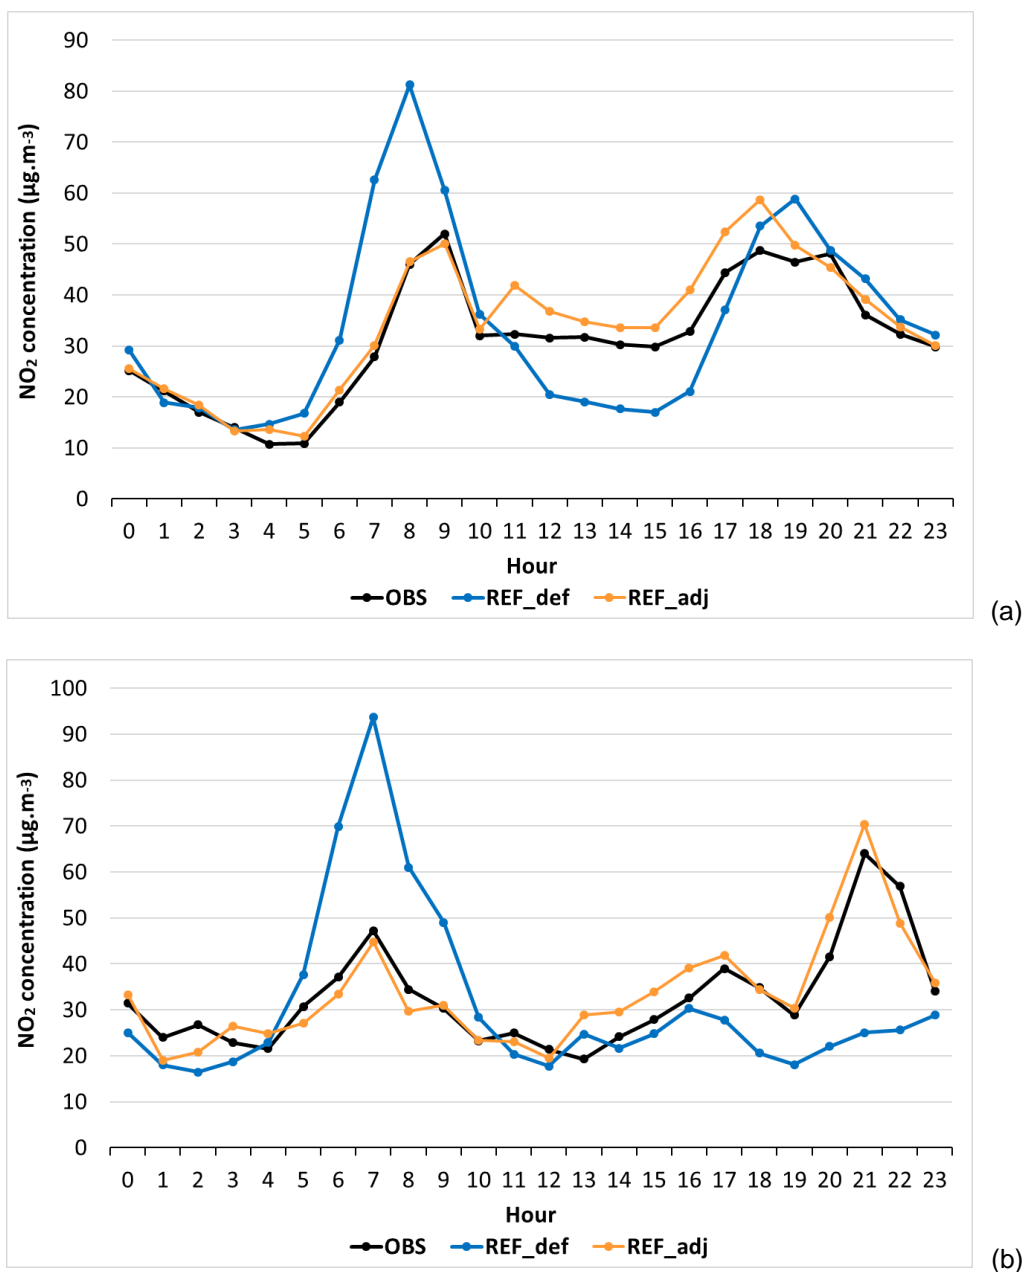 90
80
70
60
50
40
30
20
10
0
NO₂ concentration (µg.m-³)
0 1 2 3 4 5 6 7 8 9 10 11 12 13 14 15 16 17 18 19 20 21 22 23
Hour
OBS REF_def REF_adj
(a)
100
90
80
70
60
50
40
30
20
10
0
NO₂ concentration (µg.m-³)
0 1 2 3 4 5 6 7 8 9 10 11 12 13 14 15 16 17 18 19 20 21 22 23
Hour
OBS REF_def REF_adj
(b)